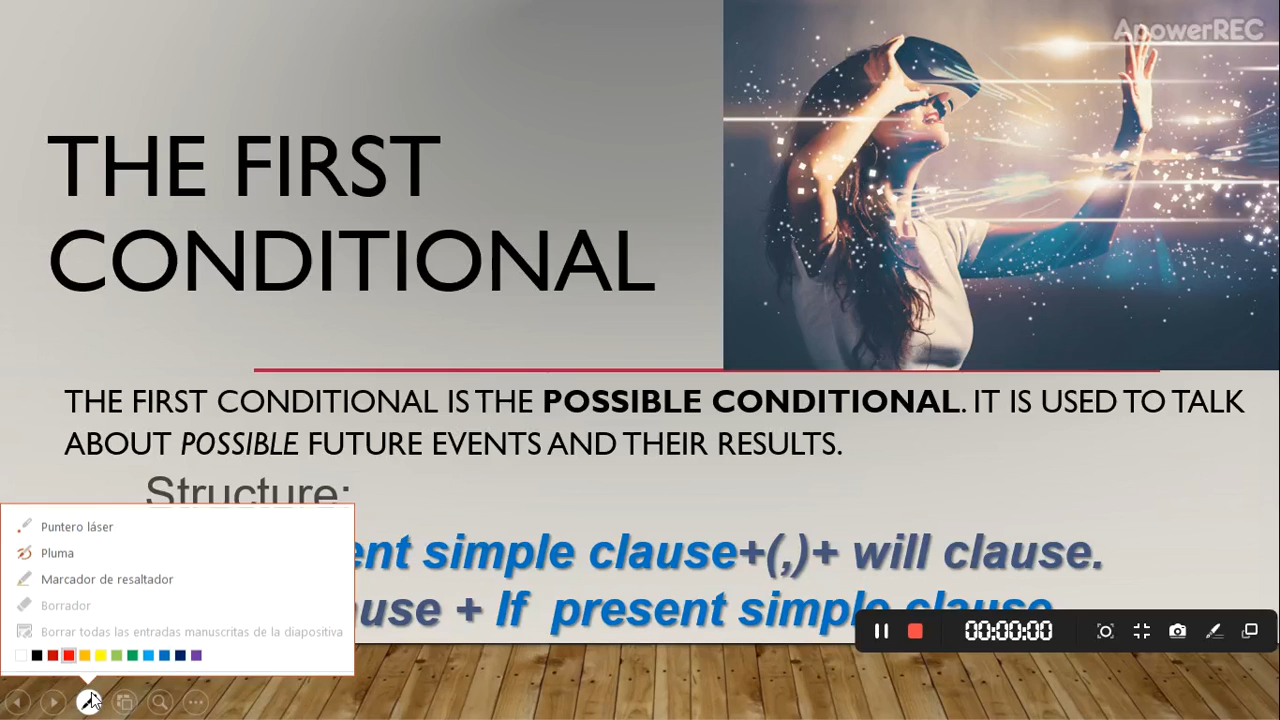 ApowerREC
THE FIRST
CONDITIONAL
THE FIRST CONDITIONAL IS THE POSSIBLE CONDITIONAL. IT IS USED TO TALK
ABOUT POSSIBLE FUTURE EVENTS AND THEIR RESULTS.
Structure:
simple clause+(,)+ will clause.
+ If present simple clause
Puntero láser
Pluma
Marcador de resaltador
Borrador
Borrar todas las entradas manuscritas de la diapositiva
00:00:00